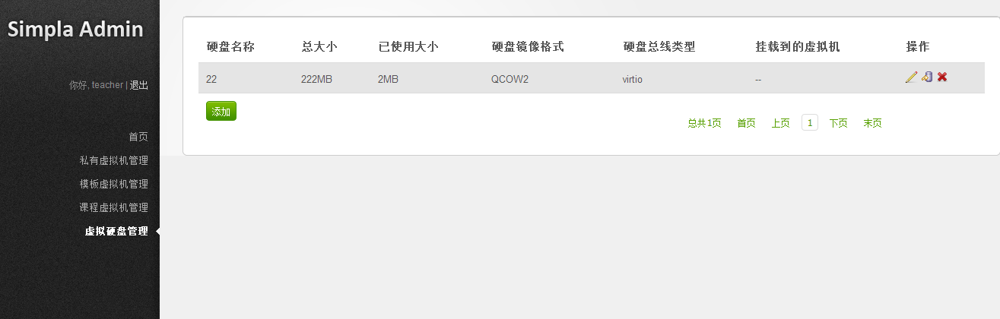 Simpla Admin
你好, teacher | 退出
首页
私有虚拟机管理
模板虚拟机管理
课程虚拟机管理
虚拟硬盘管理
硬盘名称 总大小 已使用大小 硬盘镜像格式 硬盘总线类型 挂载到的虚拟机 操作
22 222MB 2MB QCOW2 virtio --
添加
总共1页 首页 上页 1 下页 末页